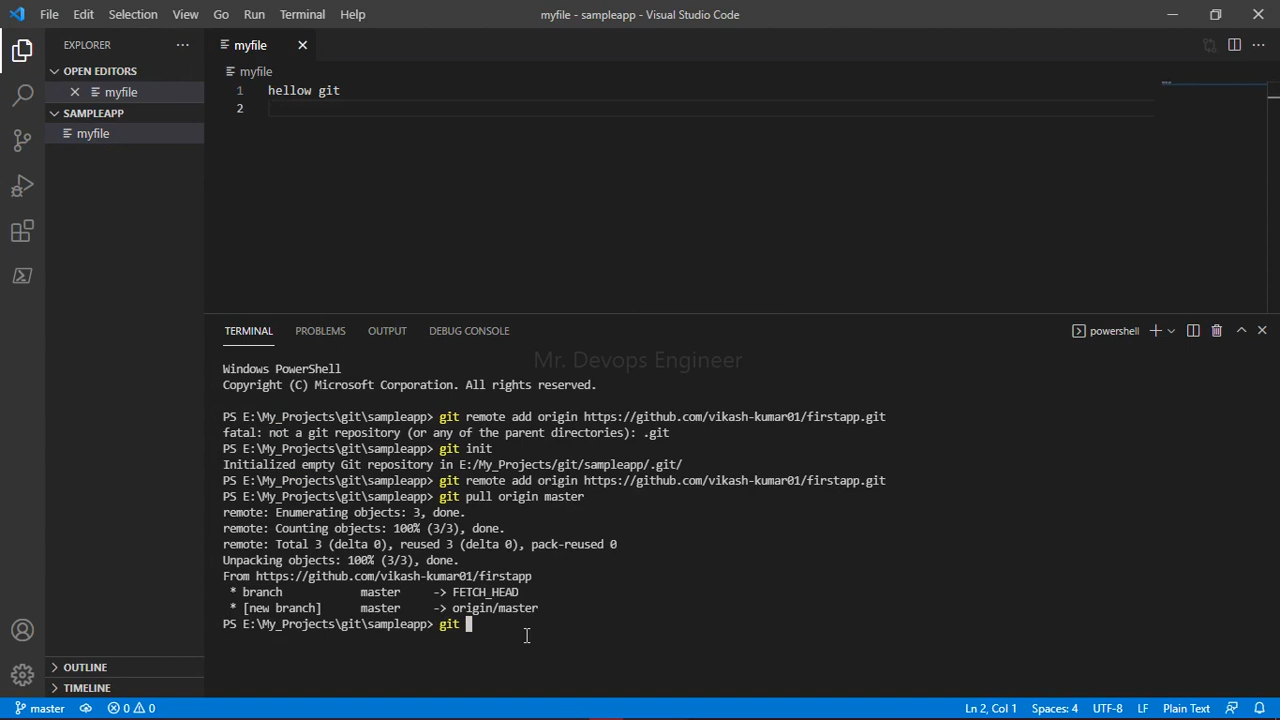 File Edit Selection View Go Run Terminal Help
myfile - sampleapp - Visual Studio Code
EXPLORER
myfile
OPEN EDITORS
myfile
myfile
SAMPLEAPP
myfile
1 hellow git
2
TERMINAL PROBLEMS OUTPUT DEBUG CONSOLE
powershell
Mr. Devops Engineer
Windows PowerShell
Copyright (C) Microsoft Corporation. All rights reserved.
PS E:\My_Projects\git\sampleapp> git remote add origin https://github.com/vikash-kumar01/firstapp.git
fatal: not a git repository (or any of the parent directories): .git
PS E:\My_Projects\git\sampleapp> git init
Initialized empty Git repository in E:/My_Projects/git/sampleapp/.git/
PS E:\My_Projects\git\sampleapp> git remote add origin https://github.com/vikash-kumar01/firstapp.git
PS E:\My_Projects\git\sampleapp> git pull origin master
remote: Enumerating objects: 3, done.
remote: Counting objects: 100% (3/3), done.
remote: Total 3 (delta 0), reused 3 (delta 0), pack-reused 0
Unpacking objects: 100% (3/3), done.
From https://github.com/vikash-kumar01/firstapp
* branch master -> FETCH_HEAD
* [new branch] master -> origin/master
PS E:\My_Projects\git\sampleapp> git
OUTLINE
TIMELINE
master 0 0
Ln 2, Col 1 Spaces: 4 UTF-8 LF Plain Text